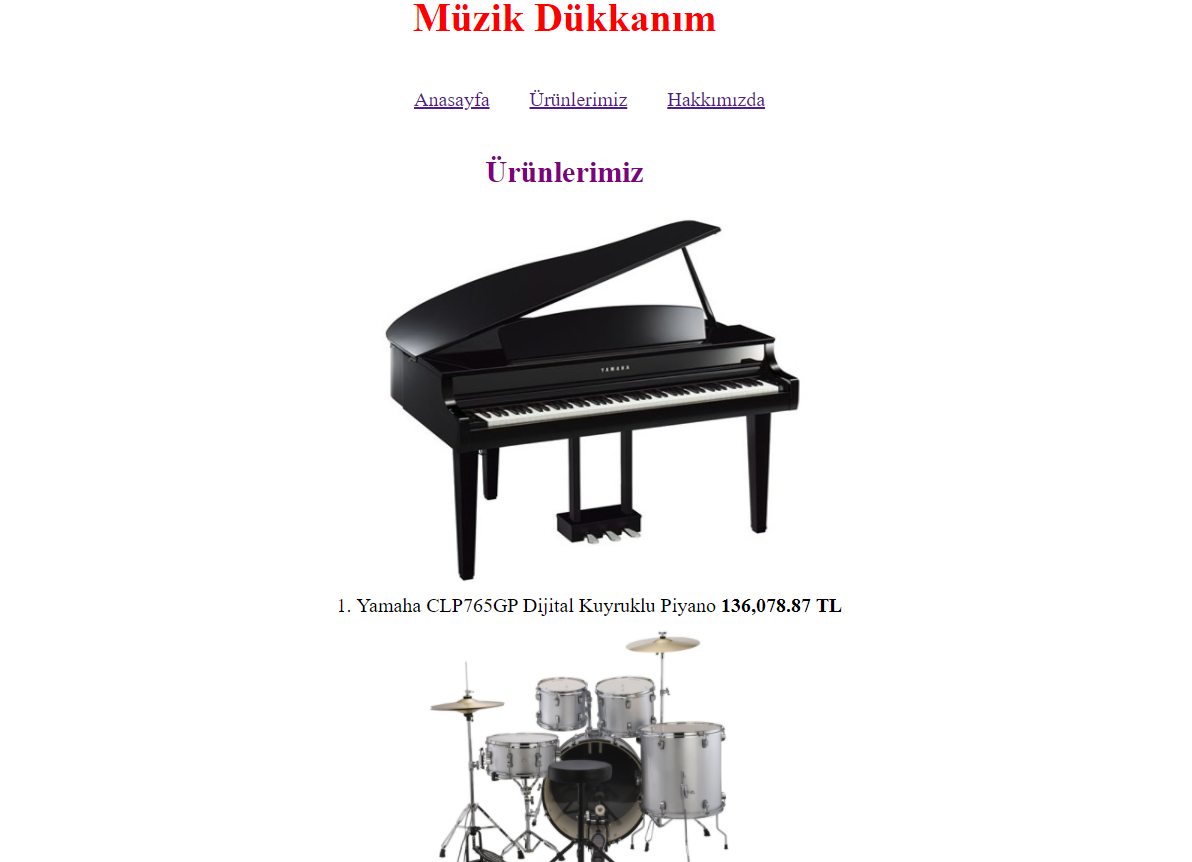 Müzik Dükkanım
Anasayfa Ürünlerimiz Hakkımızda
Ürünlerimiz
YAMAHA
1. Yamaha CLP765GP Dijital Kuyruklu Piyano 136,078.87 TL